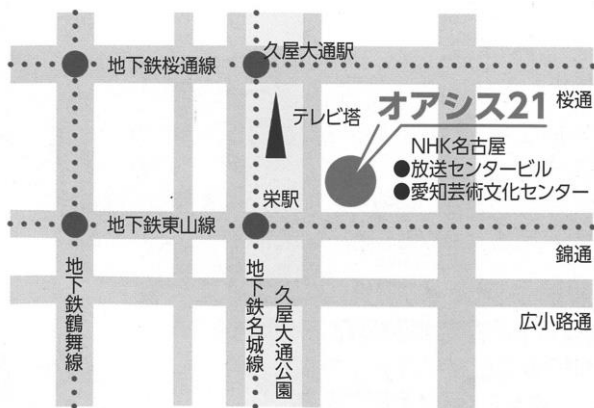 久屋大通駅
地下鉄桜通線
桜通
オアシス21
テレビ塔
NHK名古屋
●放送センタービル
●愛知芸術文化センター
栄駅
地下鉄東山線
錦通
地下鉄鶴舞線
地下鉄名城線
久屋大通公園
広小路通